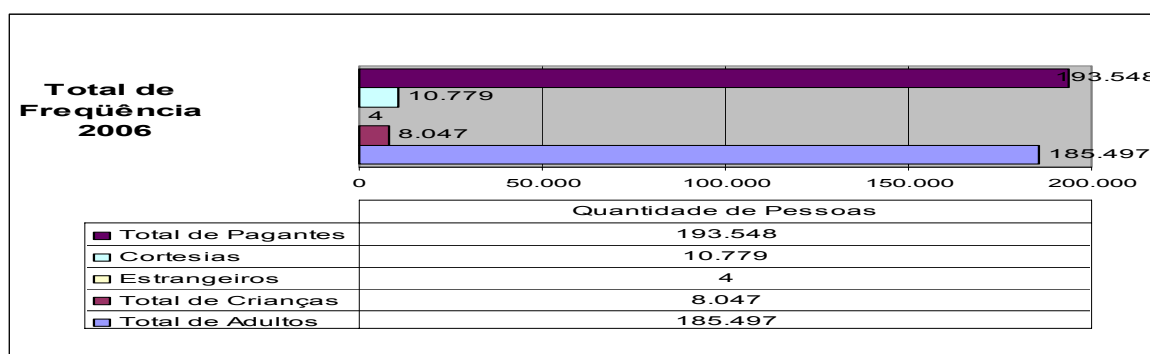 Total de
Freqüência
2006
193.548
10.779
4
8.047
185.497
0 50.000 100.000 150.000 200.000
Quantidade de Pessoas
Total de Pagantes 193.548
Cortesias 10.779
Estrangeiros 4
Total de Crianças 8.047
Total de Adultos 185.497